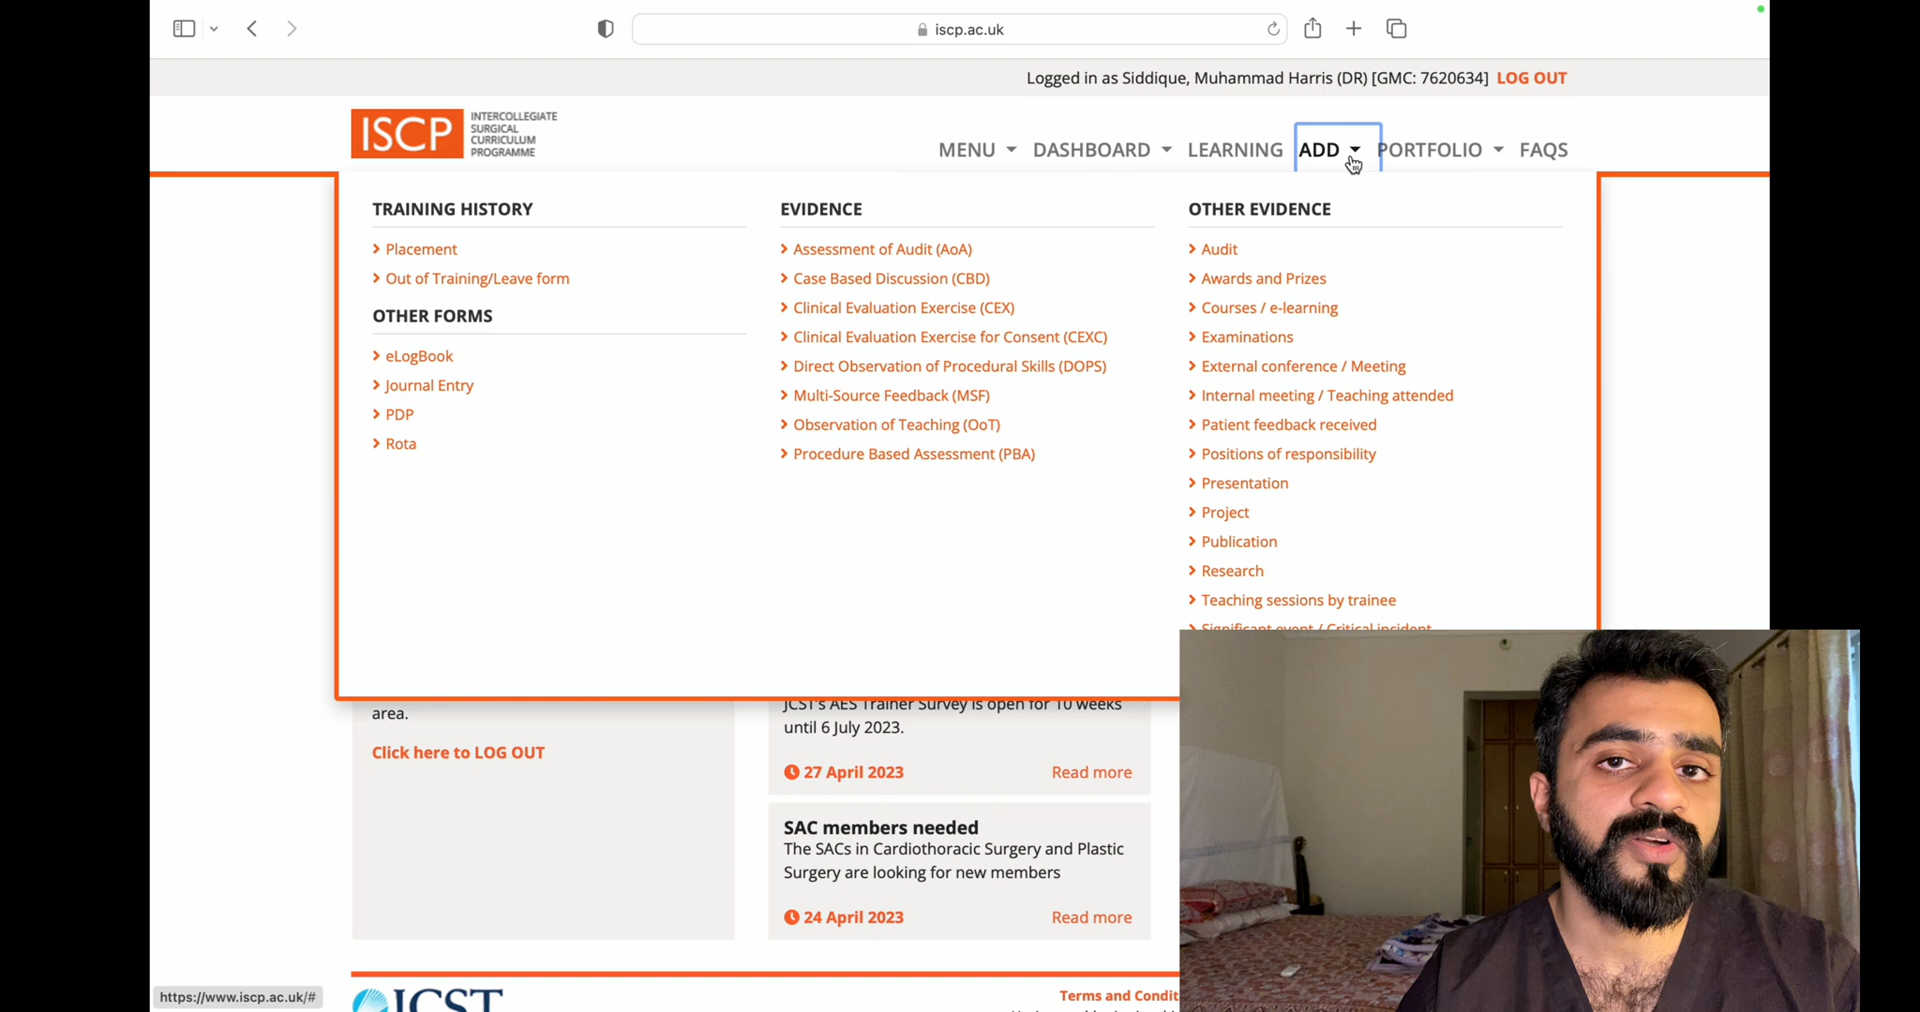 iscp.ac.uk
Logged in as Siddique, Muhammad Harris (DR) [GMC: 7620634] LOG OUT
ISCP
INTERCOLLEGIATE
SURGICAL
CURRICULUM
PROGRAMME
MENU DASHBOARD LEARNING ADD PORTFOLIO FAQS
TRAINING HISTORY
Placement
Out of Training/Leave form
OTHER FORMS
eLogBook
Journal Entry
PDP
Rota
EVIDENCE
Assessment of Audit (AoA)
Case Based Discussion (CBD)
Clinical Evaluation Exercise (CEX)
Clinical Evaluation Exercise for Consent (CEXC)
Direct Observation of Procedural Skills (DOPS)
Multi-Source Feedback (MSF)
Observation of Teaching (OoT)
Procedure Based Assessment (PBA)
OTHER EVIDENCE
Audit
Awards and Prizes
Courses / e-learning
Examinations
External conference / Meeting
Internal meeting / Teaching attended
Patient feedback received
Positions of responsibility
Presentation
Project
Publication
Research
Teaching sessions by trainee
Significant event / Critical incident
area.
Click here to LOG OUT
JCST's AES Trainer Survey is open for 10 weeks
until 6 July 2023.
27 April 2023 Read more
SAC members needed
The SACs in Cardiothoracic Surgery and Plastic
Surgery are looking for new members
24 April 2023 Read more
https://www.iscp.ac.uk/#
JCST
Terms and Condit